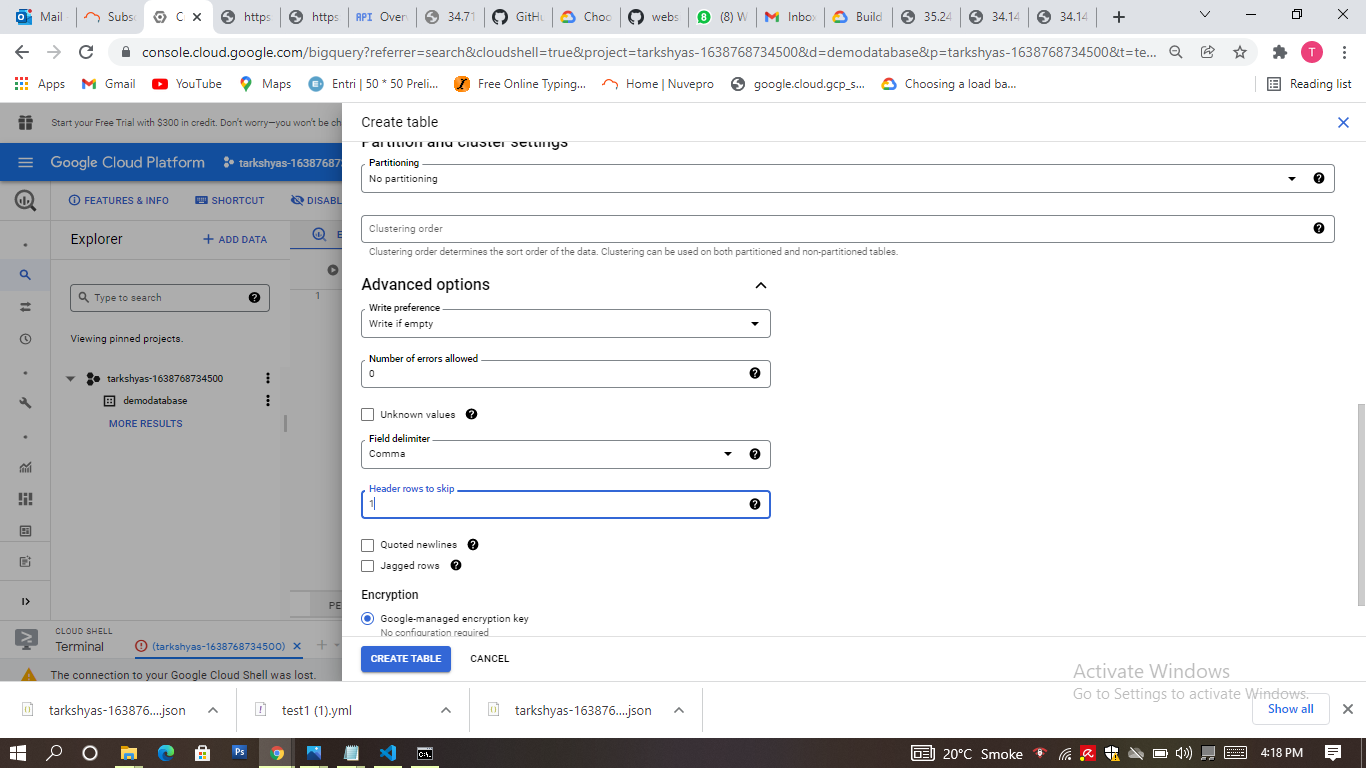 Mail
Subs
C
https
https
API Over
34.71
GitHu
Choo
webs
8 (8) W
Inbox
Build
35.24
34.14
34.14
console.cloud.google.com/bigquery?referrer=search&cloudshell=true&project=tarkshyas-1638768734500&d=demodatabase&p=tarkshyas-1638768734500&t=te...
T
Apps
Gmail
YouTube
Maps
Entri | 50 * 50 Preli...
Free Online Typing...
Home | Nuvepro
google.cloud.gcp_s...
Choosing a load ba...
Reading list
Start your Free Trial with $300 in credit. Don't worry—you won't be ch
Google Cloud Platform
tarkshyas-16387687
FEATURES & INFO
SHORTCUT
DISABL
Explorer
ADD DATA
E
1
Type to search
Viewing pinned projects.
tarkshyas-1638768734500
demodatabase
MORE RESULTS
PE
CLOUD SHELL
Terminal
(tarkshyas-1638768734500)
The connection to your Google Cloud Shell was lost.
Create table
Partition and cluster settings
Partitioning
No partitioning
Clustering order
Clustering order determines the sort order of the data. Clustering can be used on both partitioned and non-partitioned tables.
Advanced options
Write preference
Write if empty
Number of errors allowed
0
Unknown values
Field delimiter
Comma
Header rows to skip
1
Quoted newlines
Jagged rows
Encryption
Google-managed encryption key
No configuration required
CREATE TABLE
CANCEL
Activate Windows
Go to Settings to activate Windows.
tarkshyas-163876....json
test1 (1).yml
tarkshyas-163876....json
Show all
Ps
C:\.
20°C Smoke
4:18 PM